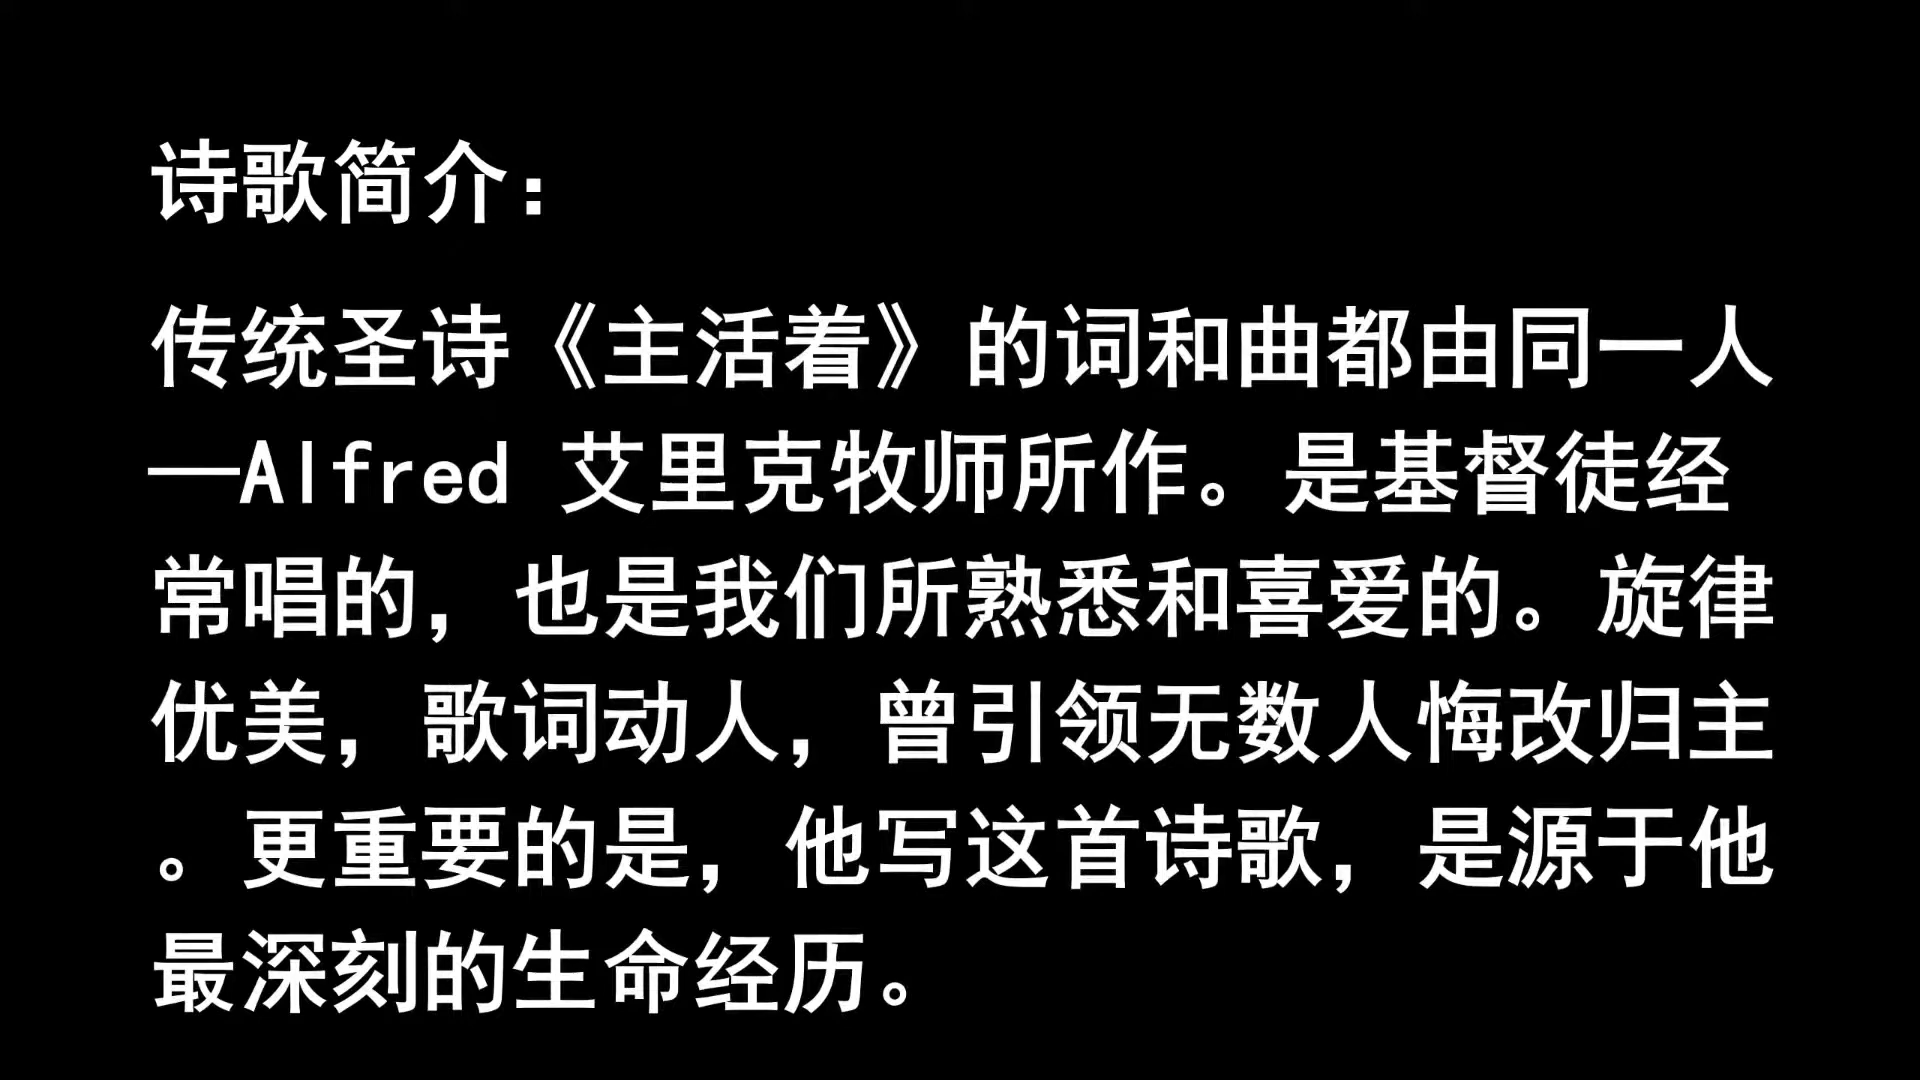 诗歌简介：
传统圣诗《主活着》的词和曲都由同一人
—Alfred 艾里克牧师所作。是基督徒经
常唱的，也是我们所熟悉和喜爱的。旋律
优美，歌词动人，曾引领无数人悔改归主
。更重要的是，他写这首诗歌，是源于他
最深刻的生命经历。